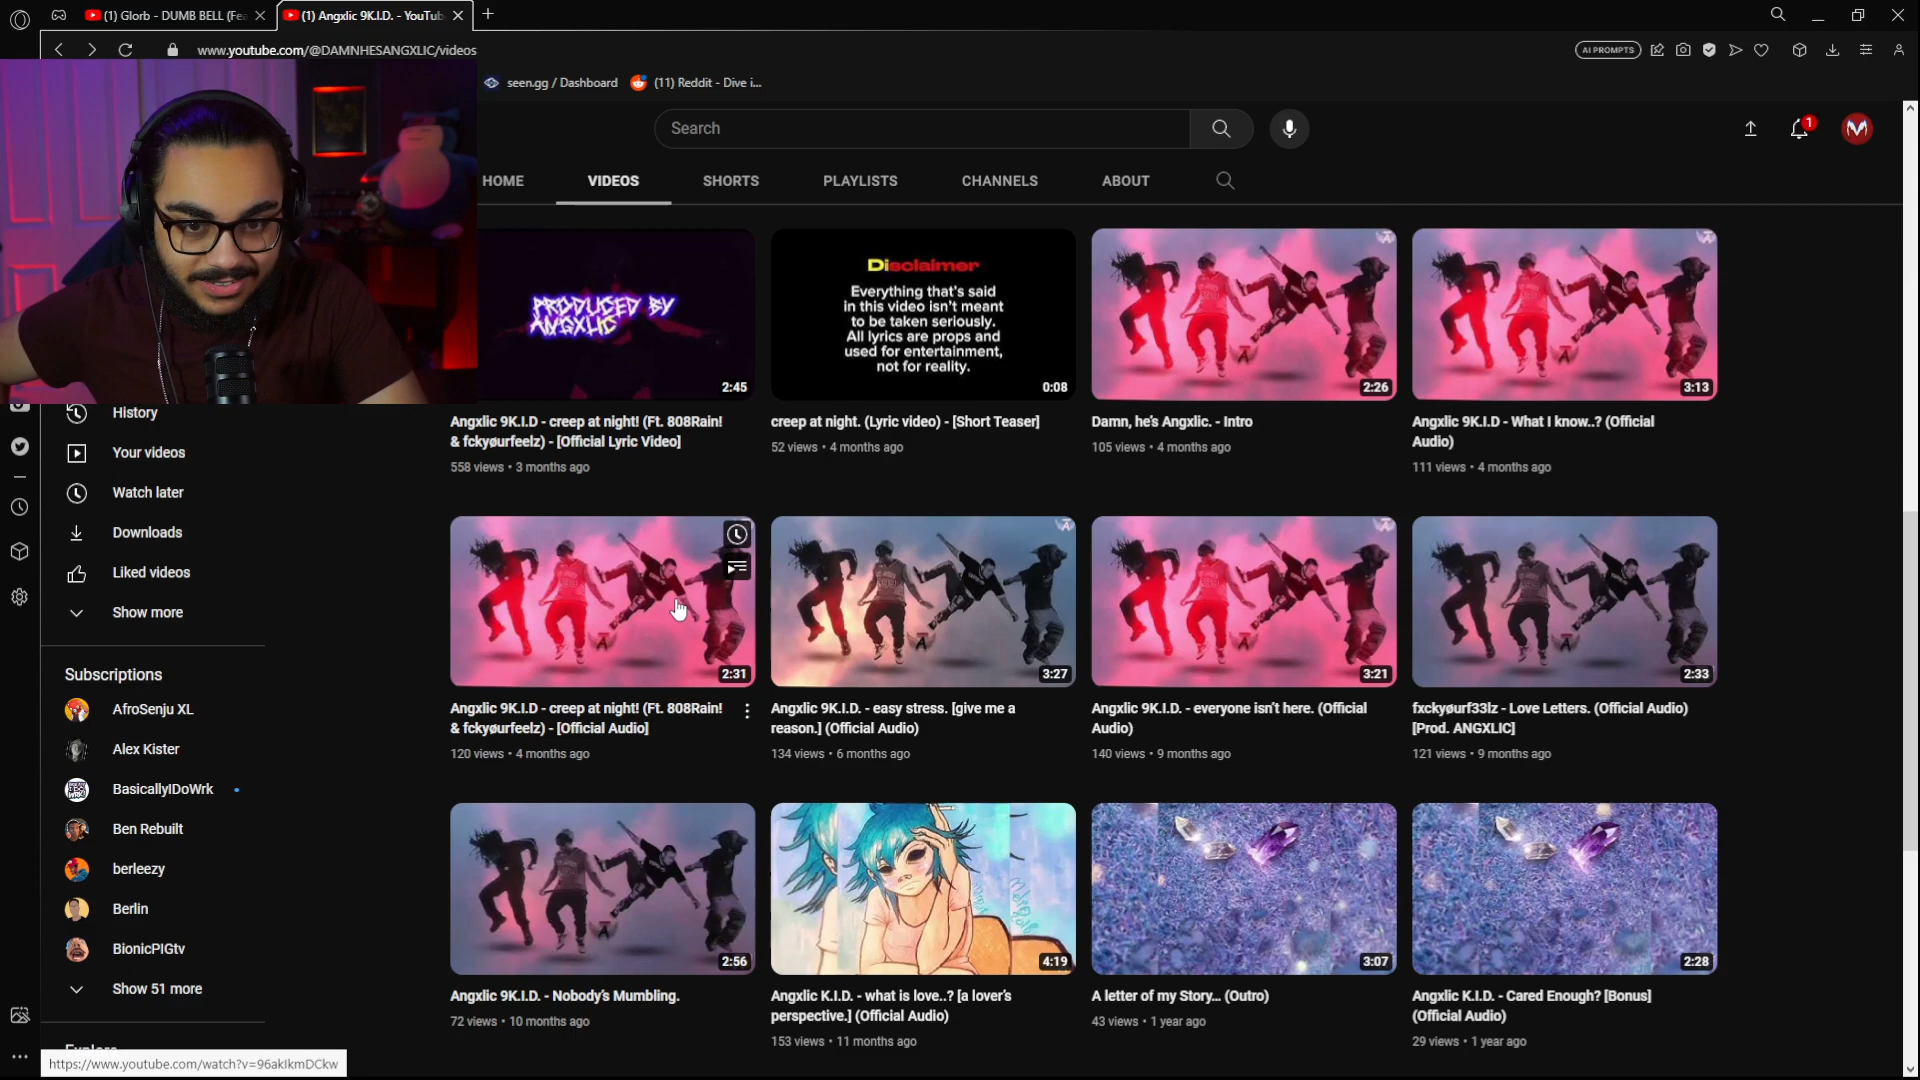 (1) Glorb - DUMB BELL (Fea
(1) Angxlic 9K.I.D. - YouTub
www.youtube.com/@DAMNHESANGXLIC/videos
AI PROMPTS
seen.gg / Dashboard
(11) Reddit - Dive i...
Search
1
HOME
VIDEOS
SHORTS
PLAYLISTS
CHANNELS
ABOUT
PRODUCED BY
ANGXLIC
2:45
Disclaimer
Everything that's said
in this video isn't meant
to be taken seriously.
All lyrics are props and
used for entertainment,
not for reality.
0:08
2:26
3:13
Angxlic 9K.I.D - creep at night! (Ft. 808Rain!
& fckyøurfeelz) - [Official Lyric Video]
558 views • 3 months ago
creep at night. (Lyric video) - [Short Teaser]
52 views • 4 months ago
Damn, he's Angxlic. - Intro
105 views • 4 months ago
Angxlic 9K.I.D - What I know..? (Official
Audio)
111 views • 4 months ago
History
Your videos
Watch later
Downloads
Liked videos
Show more
2:31
3:27
3:21
2:33
Angxlic 9K.I.D - creep at night! (Ft. 808Rain!
& fckyøurfeelz) - [Official Audio]
120 views • 4 months ago
Angxlic 9K.I.D. - easy stress. [give me a
reason.] (Official Audio)
134 views • 6 months ago
Angxlic 9K.I.D. - everyone isn't here. (Official
Audio)
140 views • 9 months ago
fxckyøurf33lz - Love Letters. (Official Audio)
[Prod. ANGXLIC]
121 views • 9 months ago
Subscriptions
AfroSenju XL
Alex Kister
BasicallyIDoWrk
Ben Rebuilt
berleezy
Berlin
BionicPIGtv
Show 51 more
2:56
4:19
3:07
2:28
Angxlic 9K.I.D. - Nobody's Mumbling.
72 views • 10 months ago
Angxlic K.I.D. - what is love..? [a lover's
perspective.] (Official Audio)
153 views • 11 months ago
A letter of my Story... (Outro)
43 views • 1 year ago
Angxlic K.I.D. - Cared Enough? [Bonus]
(Official Audio)
29 views • 1 year ago
Explore
https://www.youtube.com/watch?v=96aklkmDCkw